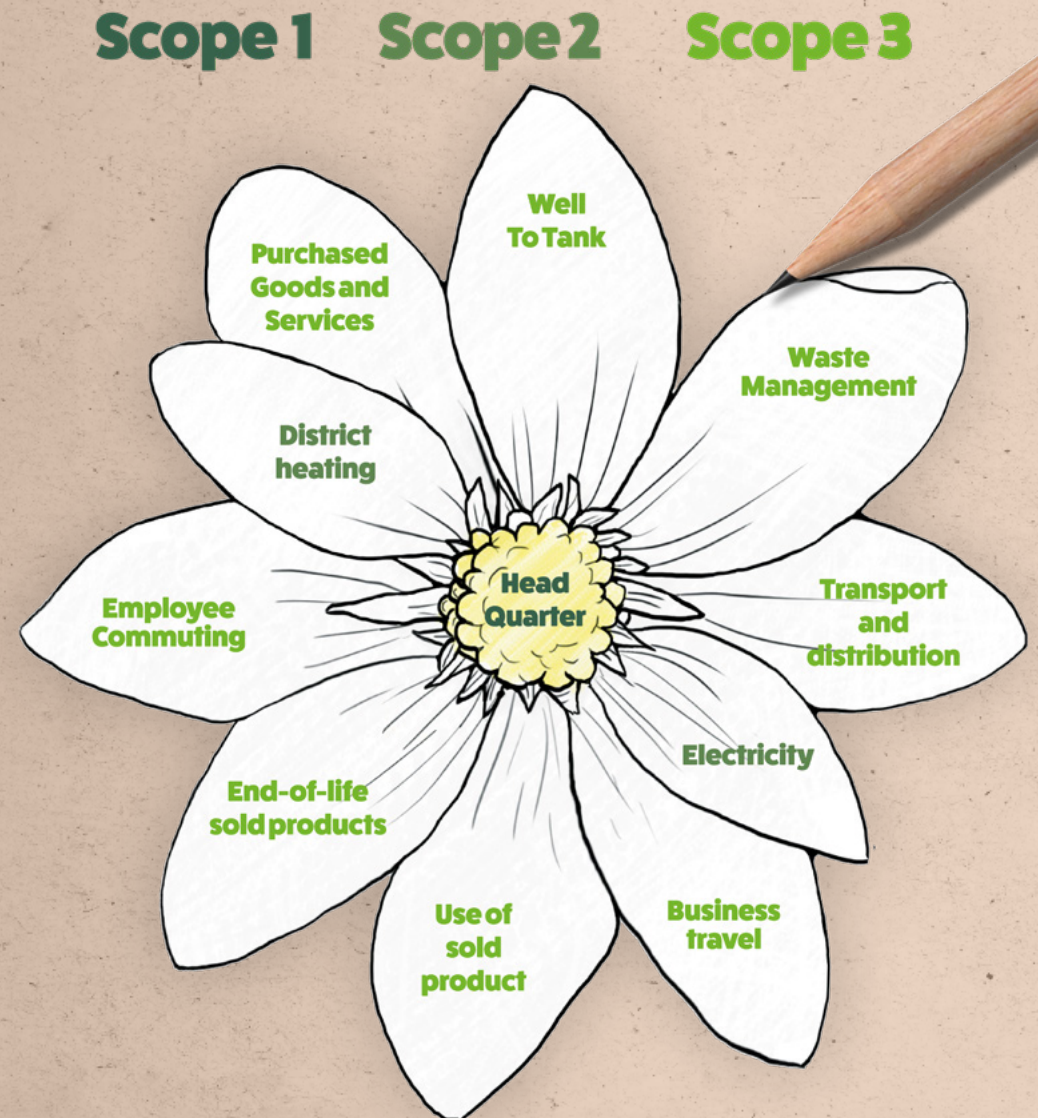 Scope 1 Scope 2 Scope 3
Well
To Tank
Purchased
Goods and
Services
Waste
Management
District
heating
Head
Quarter
Transport
and
distribution
Employee
Commuting
Electricity
End-of-life
sold products
Use of
sold
product
Business
travel